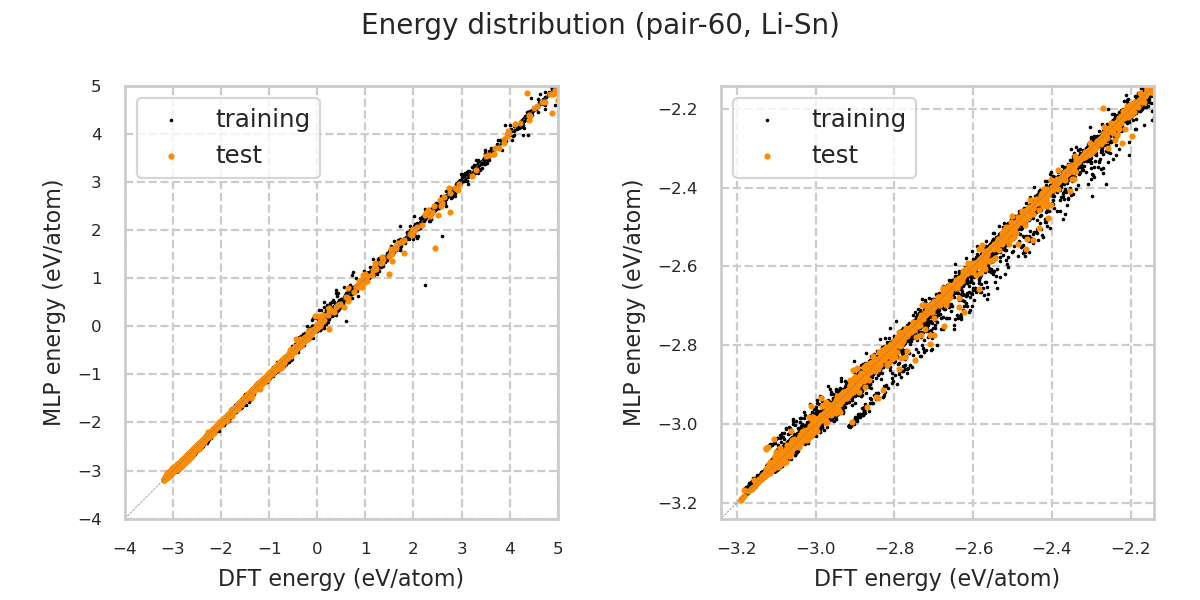 Energy distribution (pair-60, Li-Sn)
5
4
3
2
1
0
−1
−2
−3
−4
−4 −3 −2 −1 0 1 2 3 4 5
MLP energy (eV/atom)
DFT energy (eV/atom)
training
test
−2.2
−2.4
−2.6
−2.8
−3.0
−3.2
−3.2 −3.0 −2.8 −2.6 −2.4 −2.2
MLP energy (eV/atom)
DFT energy (eV/atom)
training
test